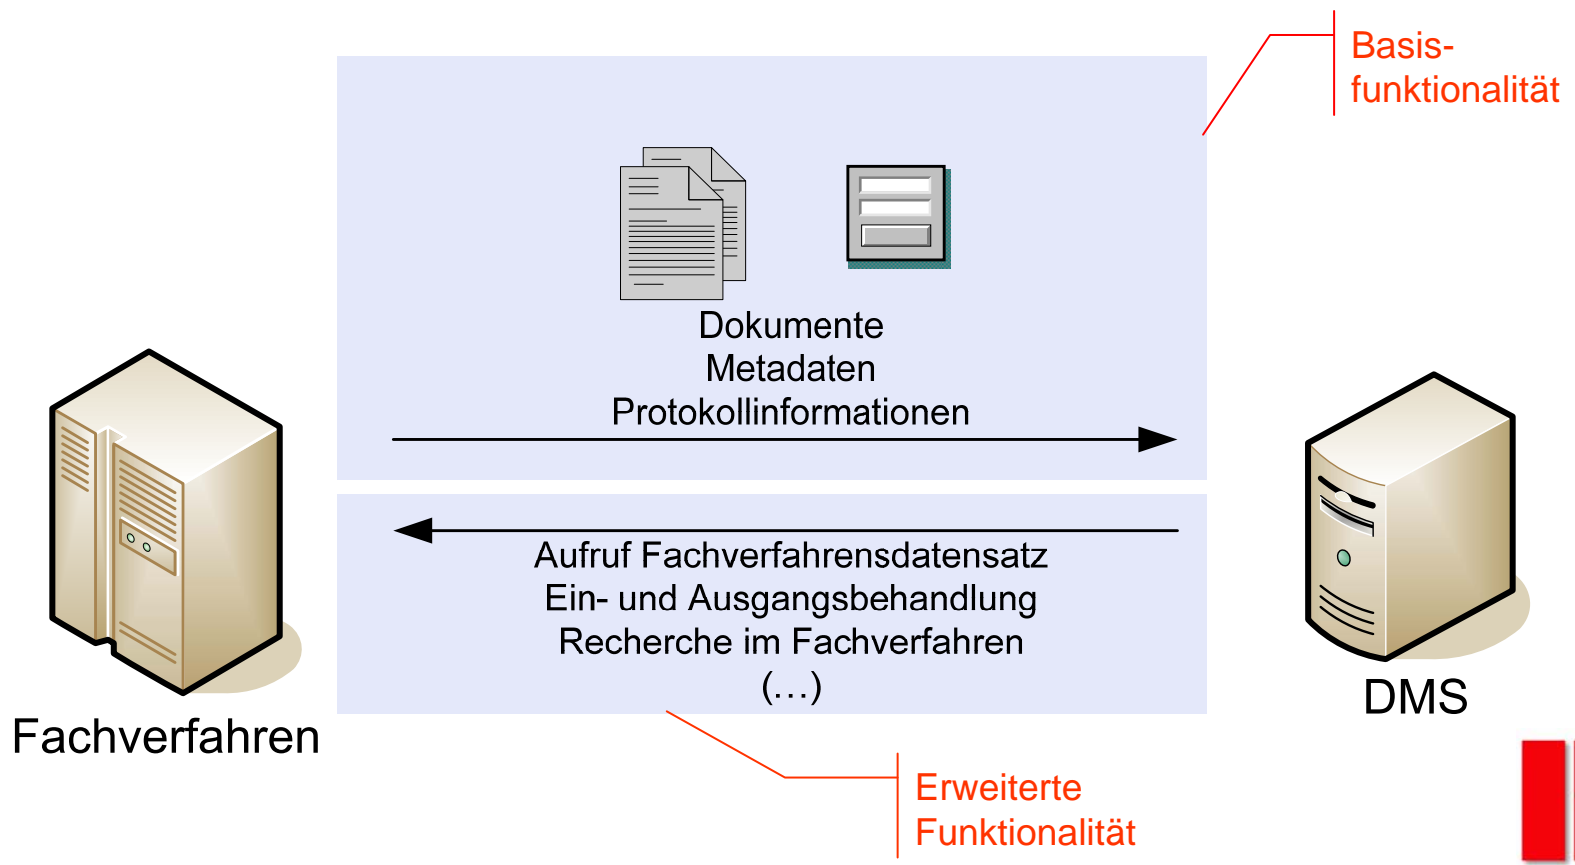 Basis-
funktionalität
Dokumente
Metadaten
Protokollinformationen
Aufruf Fachverfahrensdatensatz
Ein- und Ausgangsbehandlung
Recherche im Fachverfahren
(...)
Fachverfahren
DMS
Erweiterte
Funktionalität